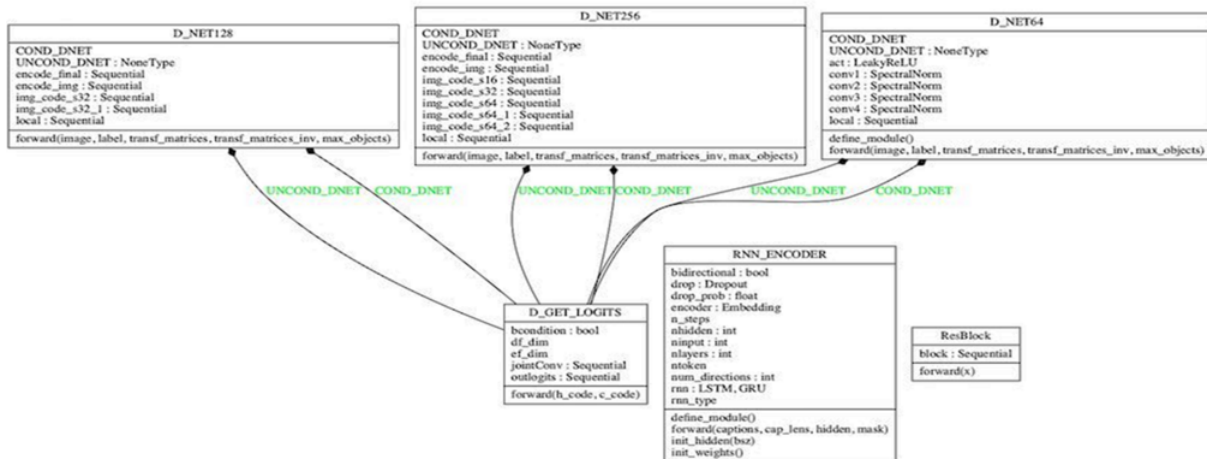 D_NET128
COND_DNET
UNCOND_DNET : NoneType
encode_final : Sequential
encode_img : Sequential
img_code_s32 : Sequential
img_code_s32_1 : Sequential
local : Sequential
forward(image, label, transf_matrices, transf_matrices_inv, max_objects)
D_NET256
COND_DNET
UNCOND_DNET : NoneType
encode_final : Sequential
encode_img : Sequential
img_code_s16 : Sequential
img_code_s32 : Sequential
img_code_s64 : Sequential
img_code_s64_1 : Sequential
img_code_s64_2 : Sequential
local : Sequential
forward(image, label, transf_matrices, transf_matrices_inv, max_objects)
D_NET64
COND_DNET
UNCOND_DNET : NoneType
act : LeakyReLU
conv1 : SpectralNorm
conv2 : SpectralNorm
conv3 : SpectralNorm
conv4 : SpectralNorm
local : Sequential
define_module()
forward(image, label, transf_matrices, transf_matrices_inv, max_objects)
UNCOND_DNET
COND_DNET
UNCOND_DNET
COND_DNET
UNCOND_DNET
COND_DNET
D_GET_LOGITS
bcondition : bool
df_dim
ef_dim
jointConv : Sequential
outlogits : Sequential
forward(h_code, c_code)
RNN_ENCODER
bidirectional : bool
drop : Dropout
drop_prob : float
encoder : Embedding
n_steps
nhidden : int
ninput : int
nlayers : int
ntoken
num_directions : int
rnn : LSTM, GRU
rnn_type
define_module()
forward(captions, cap_lens, hidden, mask)
init_hidden(bsz)
init_weights()
ResBlock
block : Sequential
forward(x)